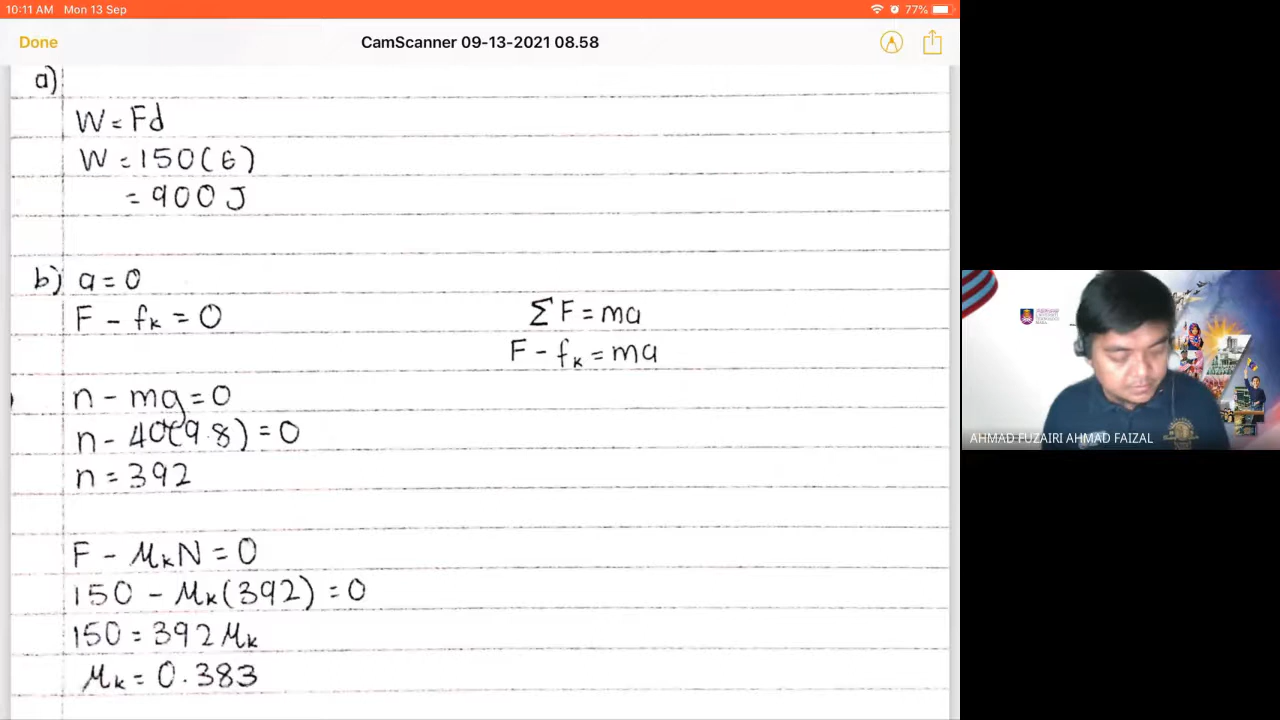 10:11 AM Mon 13 Sep
77%
Done
CamScanner 09-13-2021 08.58
a)
W = Fd
W = 150(6)
= 900 J
b) a = 0
F - fk = 0
Σ F = ma
F - fk = ma
n - mg = 0
n - 40(9.8) = 0
n = 392
F - μkN = 0
150 - μk(392) = 0
150 = 392 μk
μk = 0.383
AHMAD FUZAIRI AHMAD FAIZAL